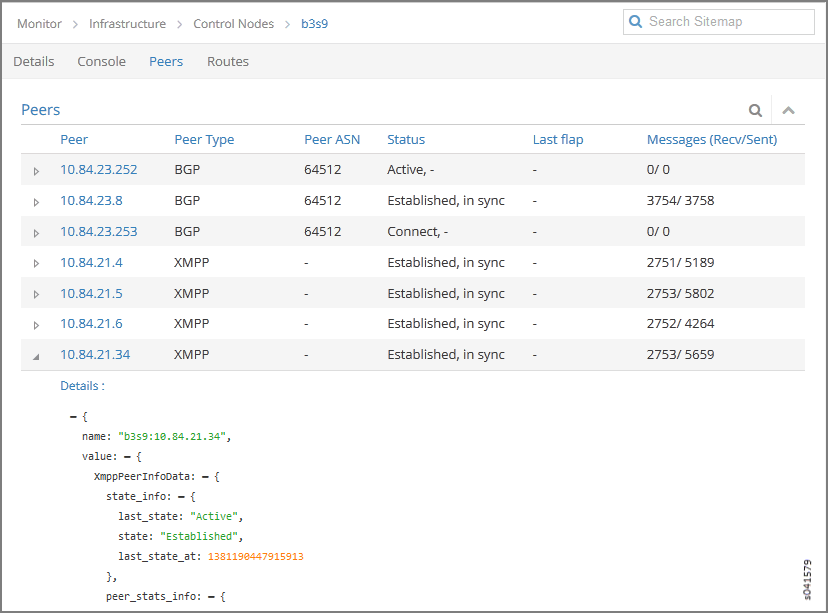 Monitor > Infrastructure > Control Nodes > b3s9 Search Sitemap
Details Console Peers Routes
Peers
Peer Peer Type Peer ASN Status Last flap Messages (Recv/Sent)
10.84.23.252 BGP 64512 Active, - - 0/ 0
10.84.23.8 BGP 64512 Established, in sync - 3754/ 3758
10.84.23.253 BGP 64512 Connect, - - 0/ 0
10.84.21.4 XMPP - Established, in sync - 2751/ 5189
10.84.21.5 XMPP - Established, in sync - 2753/ 5802
10.84.21.6 XMPP - Established, in sync - 2752/ 4264
10.84.21.34 XMPP - Established, in sync - 2753/ 5659
Details :
– {
name: "b3s9:10.84.21.34",
value: – {
XmppPeerInfoData: – {
state_info: – {
last_state: "Active",
state: "Established",
last_state_at: 1381190447915913
},
peer_stats_info: – {
s041579